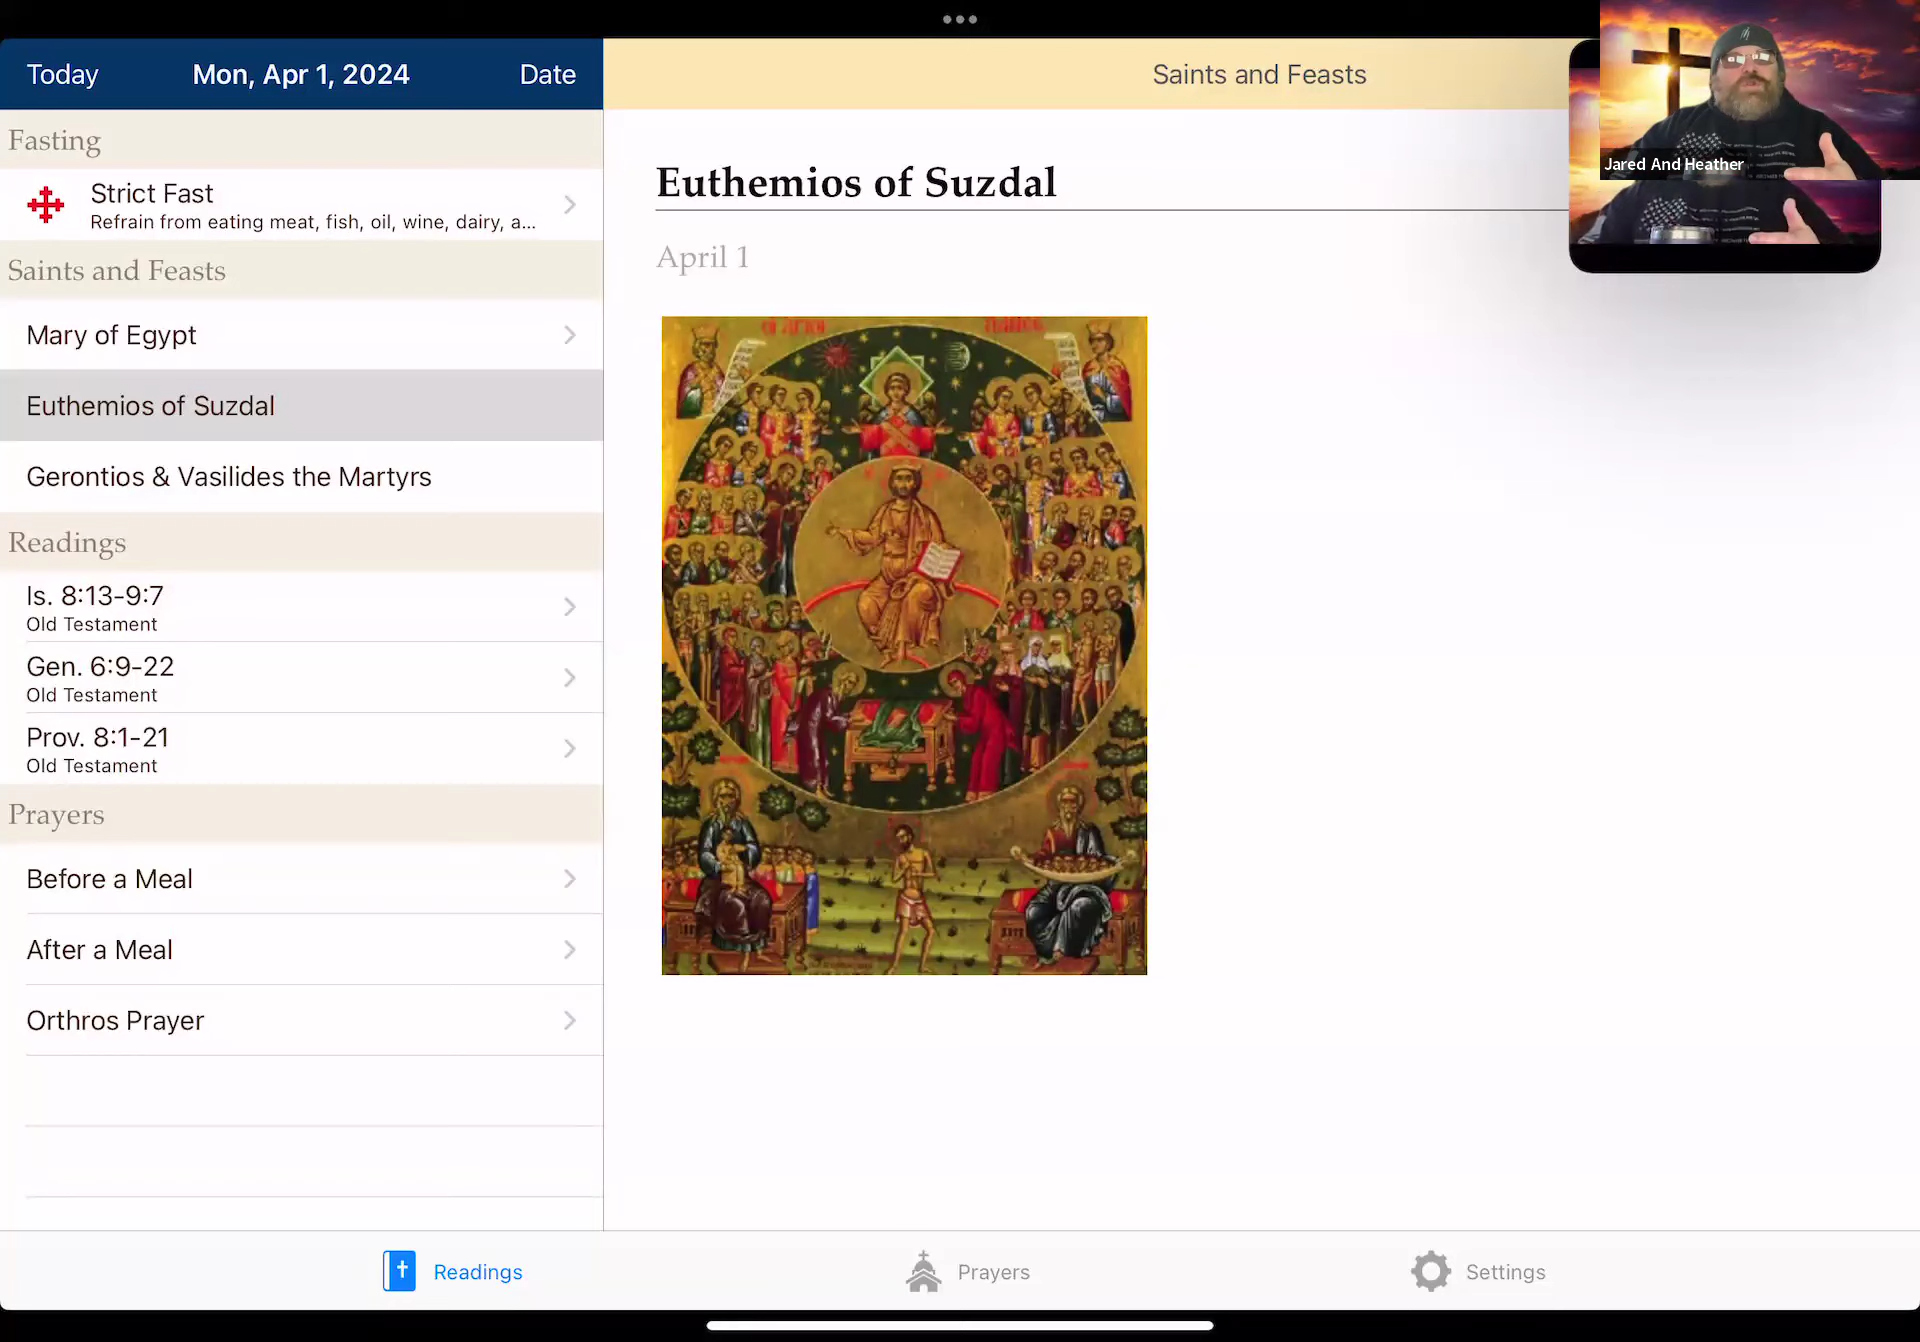 Today
Mon, Apr 1, 2024
Date
Saints and Feasts
Jared And Heather
Fasting
Strict Fast
Refrain from eating meat, fish, oil, wine, dairy, a...
Saints and Feasts
Mary of Egypt
Euthemios of Suzdal
Gerontios & Vasilides the Martyrs
Readings
Is. 8:13-9:7
Old Testament
Gen. 6:9-22
Old Testament
Prov. 8:1-21
Old Testament
Prayers
Before a Meal
After a Meal
Orthros Prayer
Euthemios of Suzdal
April 1
Readings
Prayers
Settings